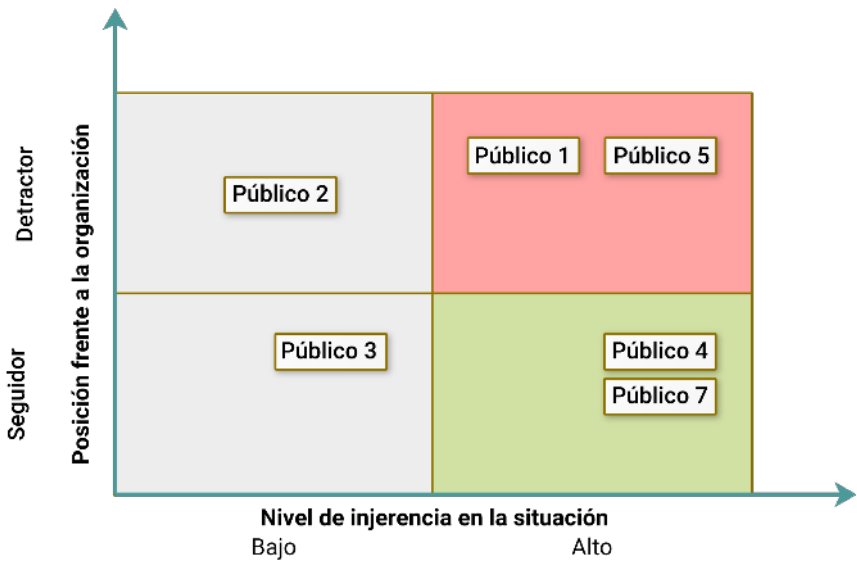 Detractor
Seguidor
Posición frente a la organización
Público 1
Público 5
Público 2
Público 3
Público 4
Público 7
Nivel de injerencia en la situación
Bajo
Alto